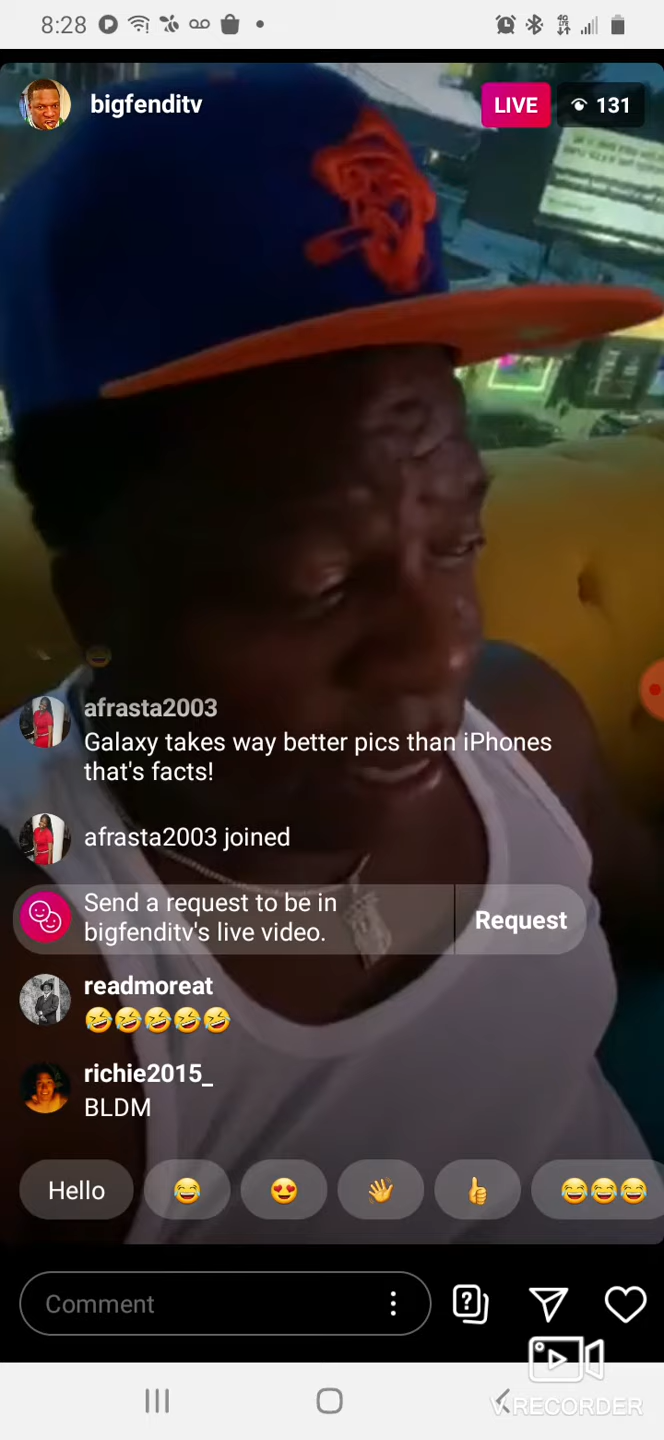 8:28
bigfenditv
LIVE
131
afrasta2003
Galaxy takes way better pics than iPhones
that's facts!
afrasta2003 joined
Send a request to be in
bigfenditv's live video.
Request
readmoreat
🤣🤣🤣🤣🤣
richie2015_
BLDM
Hello
😂
😍
👋
👍
😂😂😂
Comment
V.RECORDER